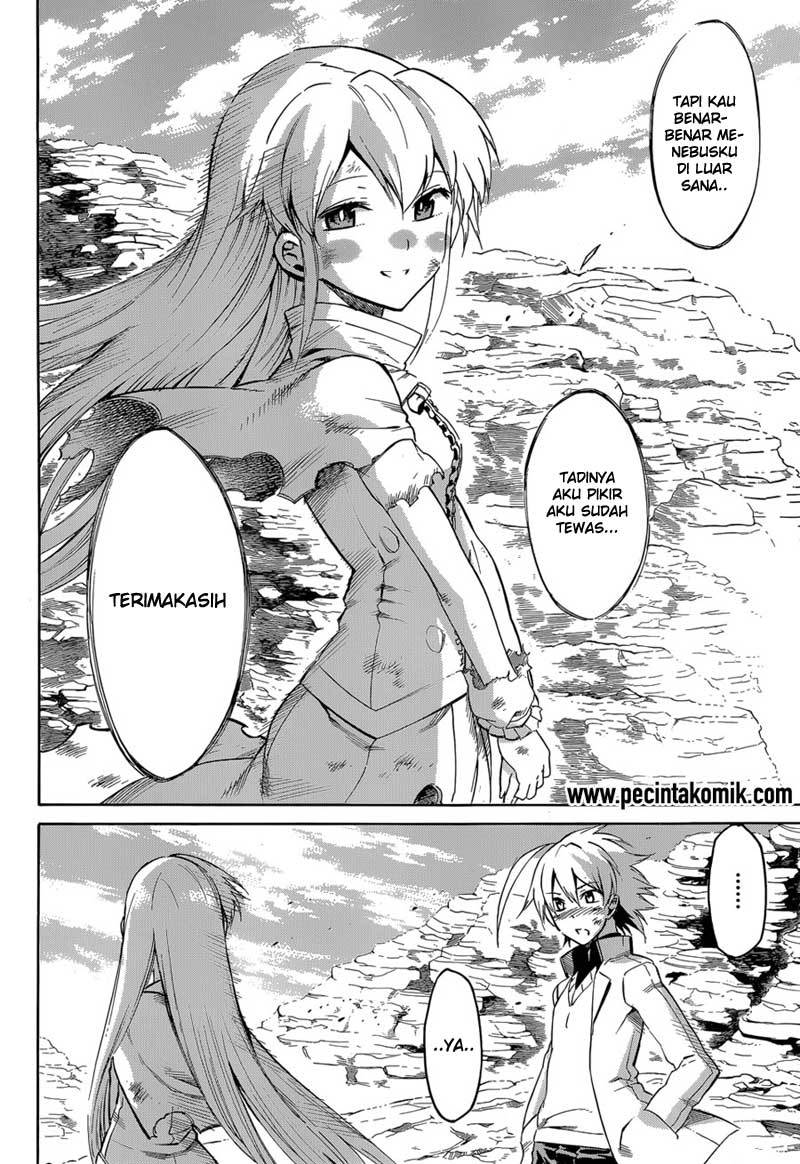 TAPI KAU
BENAR-
BENAR ME-
NEBUSKU
DI LUAR
SANA..
TADINYA
AKU PIKIR
AKU SUDAH
TEWAS...
TERIMAKASIH
www.pecintakomik.com
......
..YA..